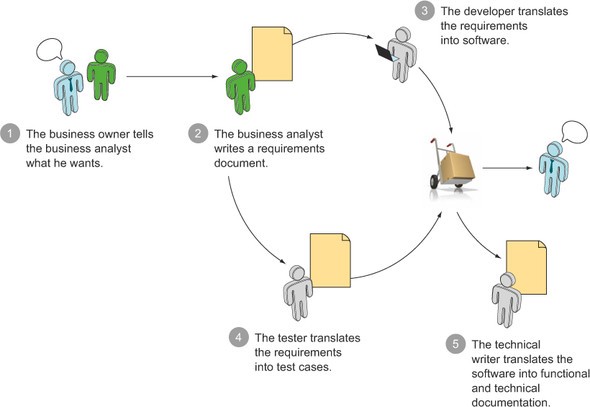 1 The business owner tells
the business analyst
what he wants.
2 The business analyst
writes a requirements
document.
3 The developer translates
the requirements
into software.
4 The tester translates
the requirements
into test cases.
5 The technical
writer translates the
software into functional
and technical
documentation.